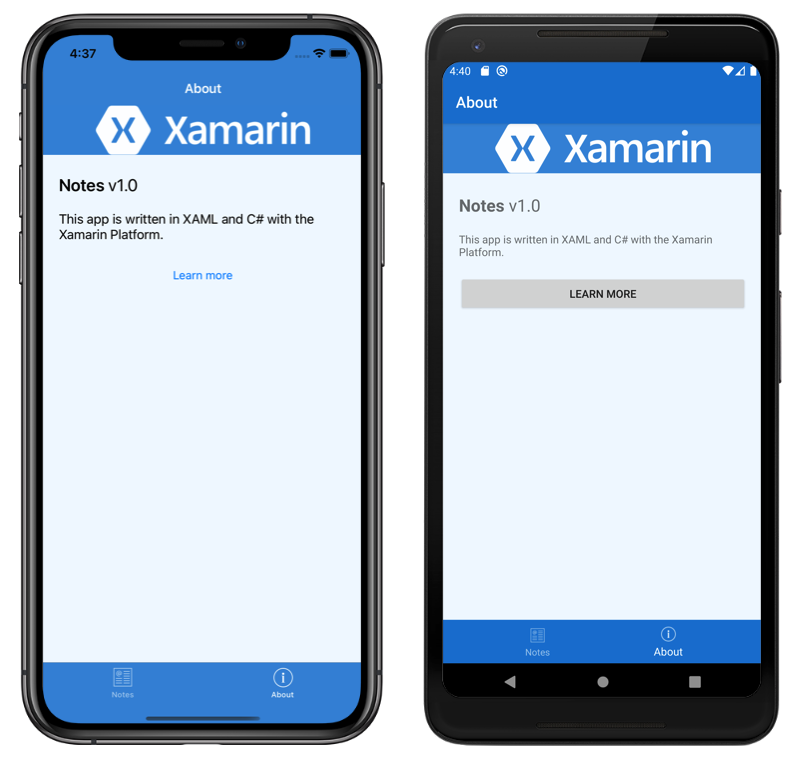 4:37
About
Xamarin
Notes v1.0
This app is written in XAML and C# with the
Xamarin Platform.
Learn more
Notes
About
4:40
About
Xamarin
Notes v1.0
This app is written in XAML and C# with the Xamarin
Platform.
LEARN MORE
Notes
About